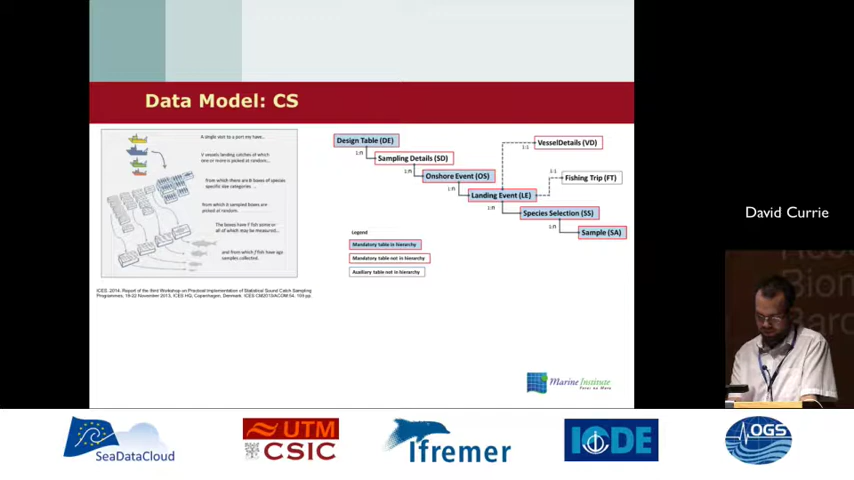 Data Model: CS
A single visit to a port my have...
V vessels landing catches of which
one or more is picked at random...
from which there are B boxes of species
specific size categories ...
from which b sampled boxes are
picked at random.
The boxes have F fish some or
all of which may be measured...
and from which f fish have age
samples collected.
ICES. 2014. Report of the third Workshop on Practical Implementation of Statistical Sound Catch Sampling
Programmes, 19-22 November 2013, ICES HQ, Copenhagen, Denmark. ICES CM2013/ACOM:54, 109 pp.
Design Table (DE)
1:n
Sampling Details (SD)
1:n
Onshore Event (OS)
1:n
Landing Event (LE)
1:n
Species Selection (SS)
1:n
Sample (SA)
1:1
VesselDetails (VD)
1:1
Fishing Trip (FT)
Legend
Mandatory table in hierarchy
Mandatory table not in hierarchy
Auxiliary table not in hierarchy
Marine Institute
Foras na Mara
David Currie
SeaDataCloud
UTM
CSIC
Ifremer
IODE
OGS